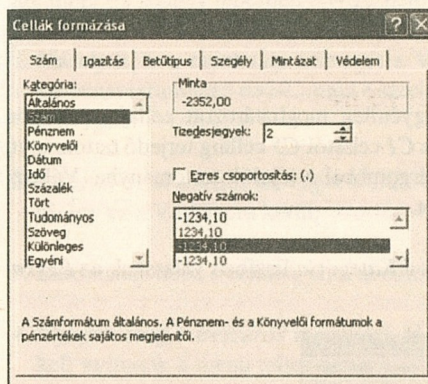 Cellák formázása
Szám
Igazítás
Betűtípus
Szegély
Mintázat
Védelem
Kategória:
Általános
Szám
Pénznem
Könyvelői
Dátum
Idő
Százalék
Tört
Tudományos
Szöveg
Különleges
Egyéni
Minta
-2352,00
Tizedesjegyek: 2
Ezres csoportosítás: (.)
Negatív számok:
-1234,10
1234,10
-1234,10
-1234,10
A Számformátum általános. A Pénznem- és a Könyvelői formátumok a
pénzértékek sajátos megjelenítői.